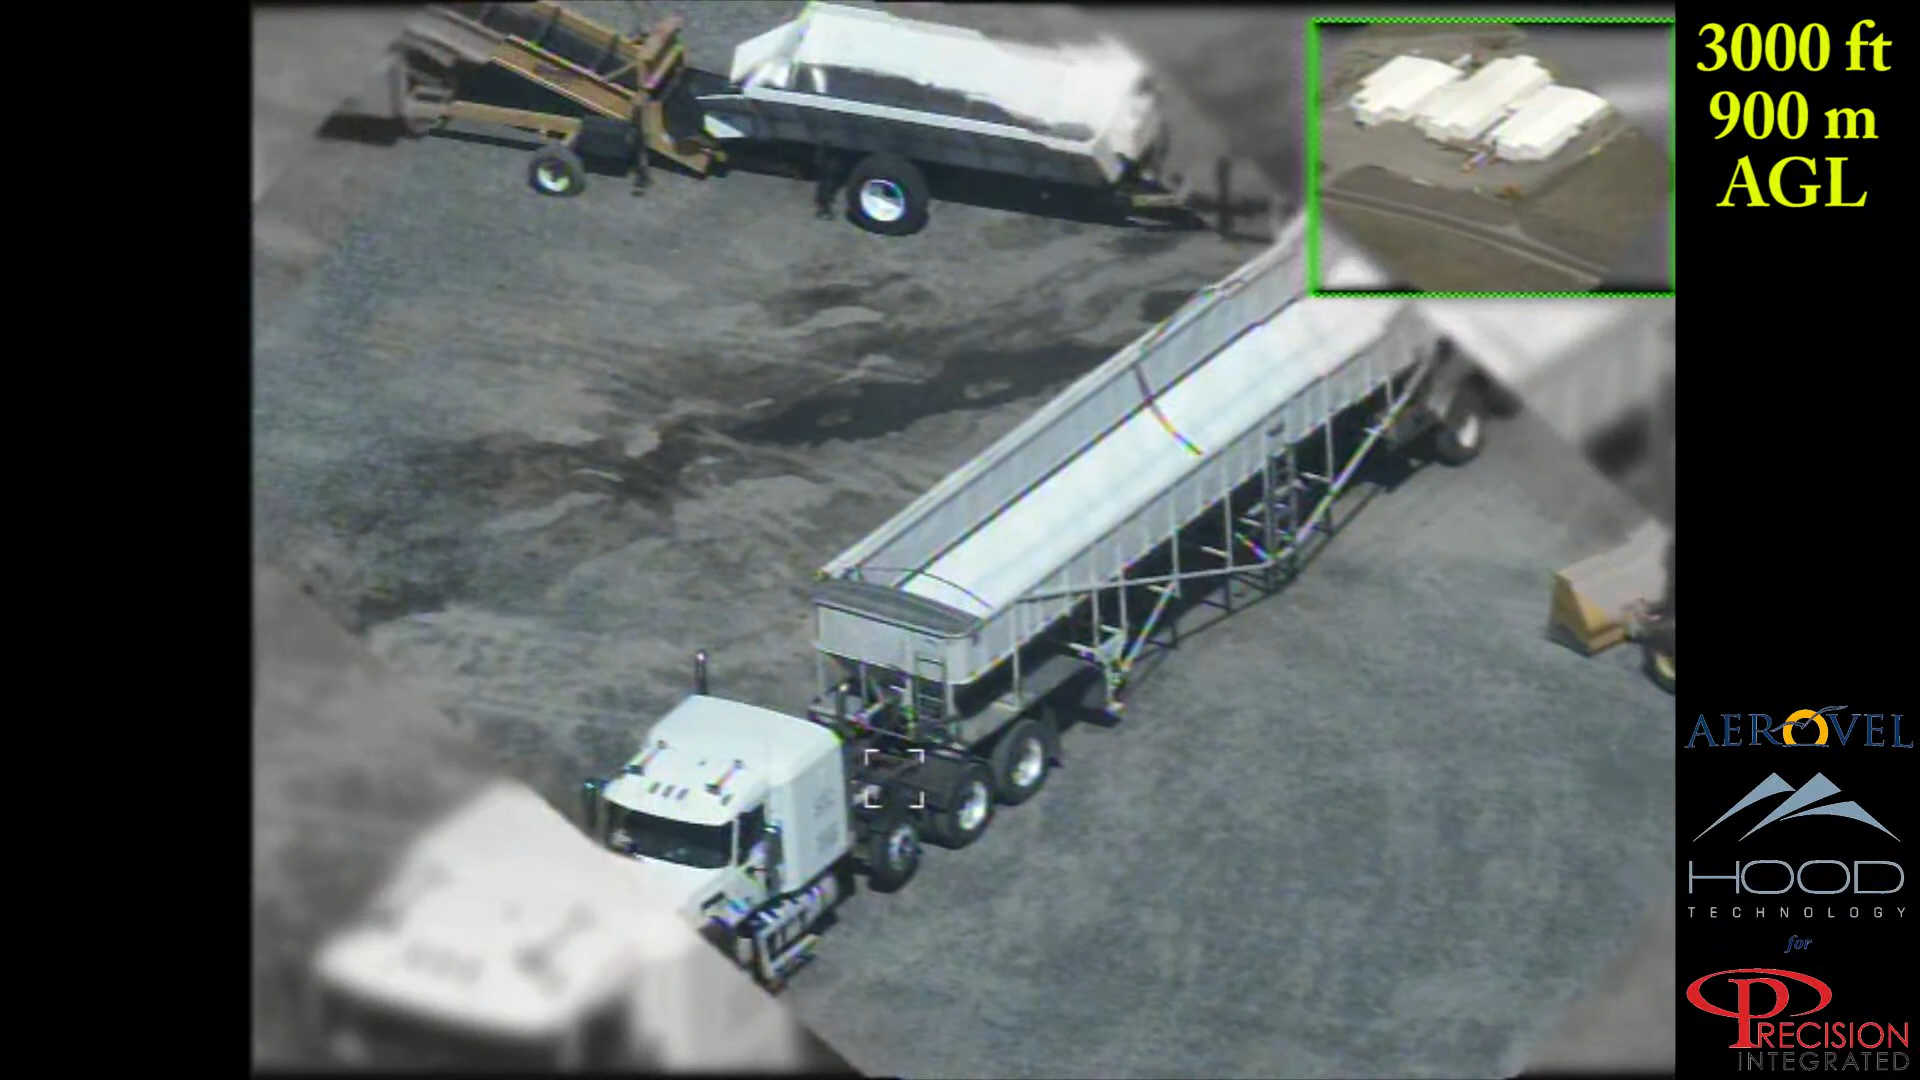 3000 ft
900 m
AGL
AEROVEL
HOOD
TECHNOLOGY
for
PRECISION
INTEGRATED